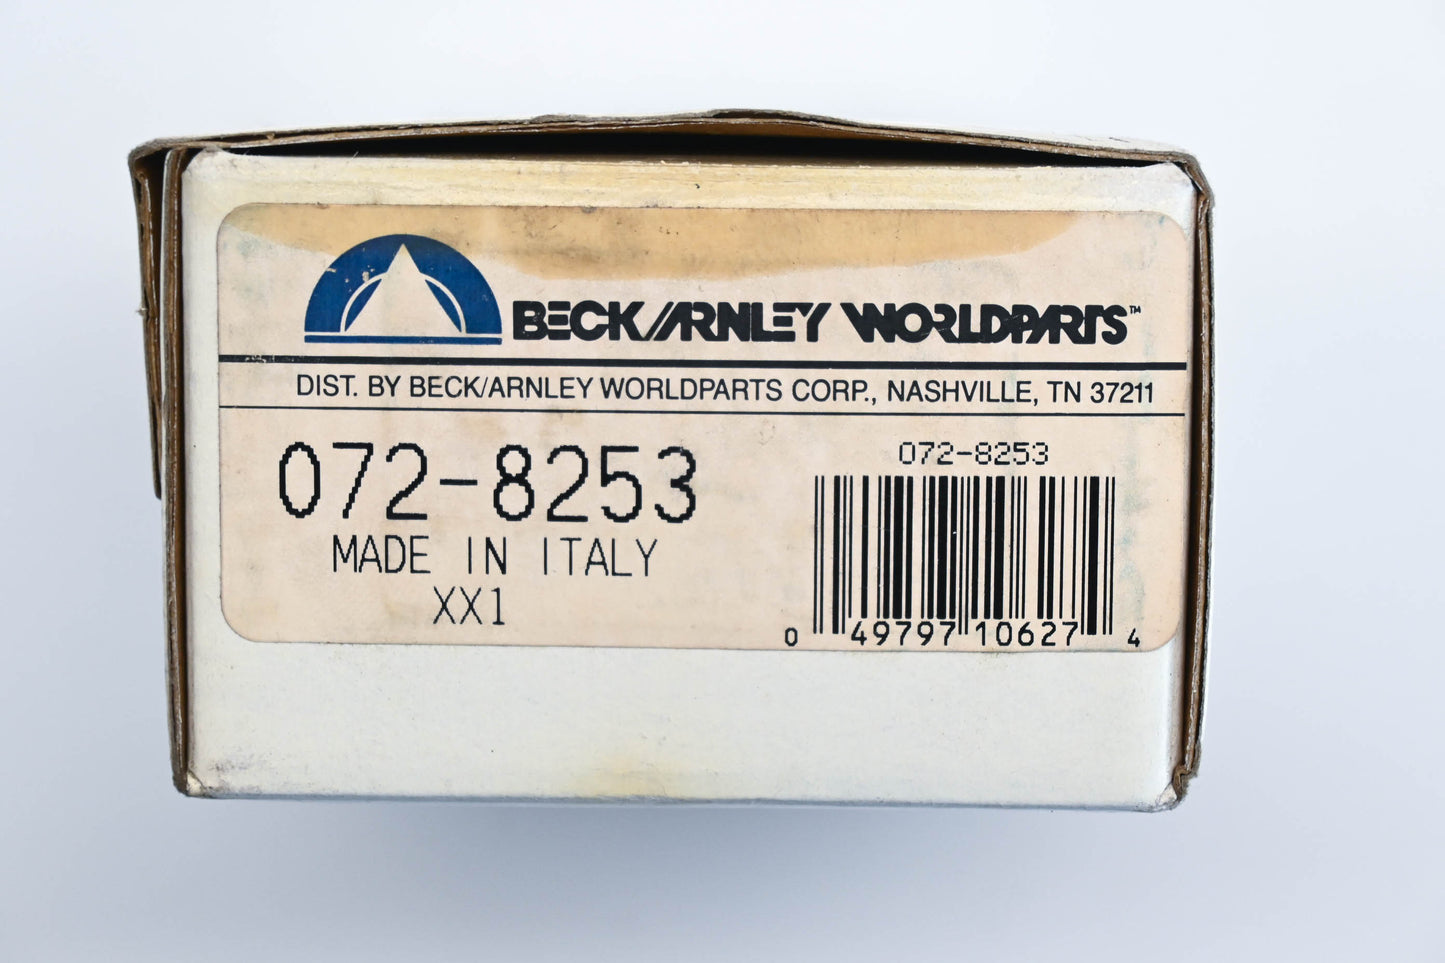 BECK/ARNLEY WORLDPARTS™
DIST. BY BECK/ARNLEY WORLDPARTS CORP., NASHVILLE, TN 37211
072-8253
MADE IN ITALY
XX1
072-8253
0 49797 10627 4